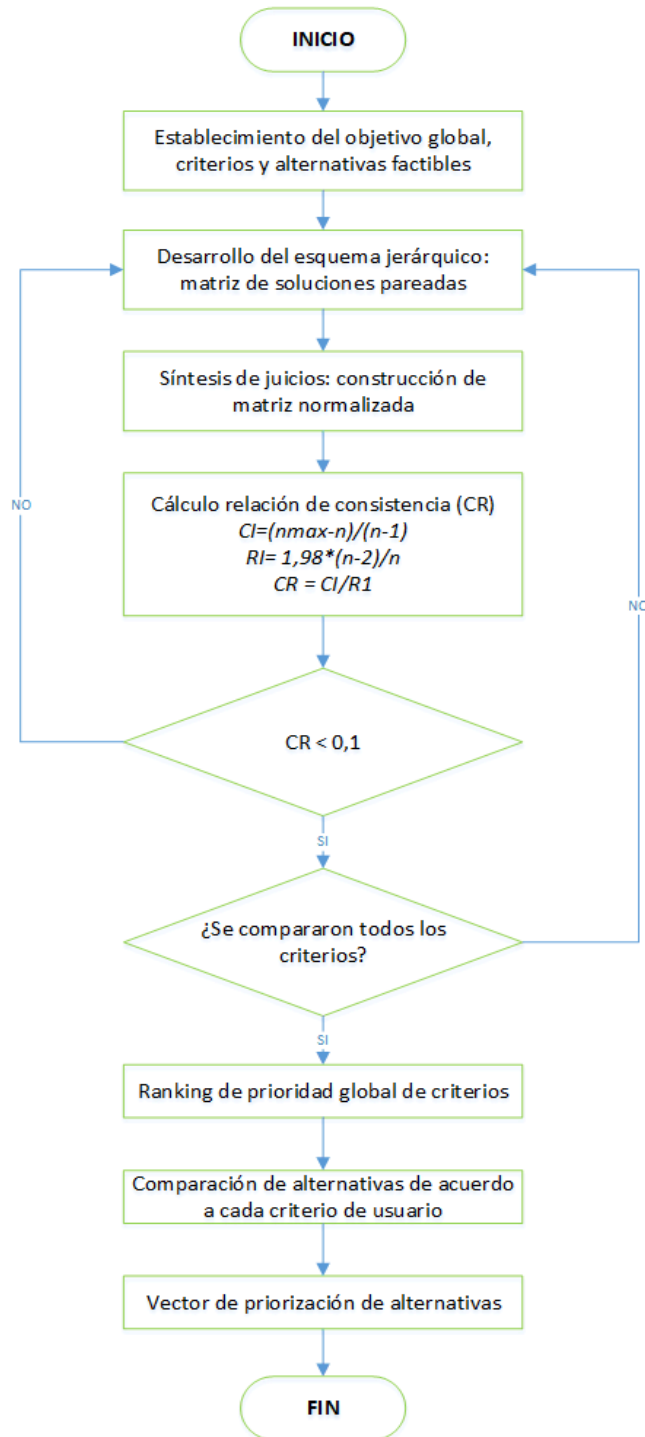 INICIO
Establecimiento del objetivo global,
criterios y alternativas factibles
Desarrollo del esquema jerárquico:
matriz de soluciones pareadas
Síntesis de juicios: construcción de
matriz normalizada
Cálculo relación de consistencia (CR)
CI=(nmax-n)/(n-1)
RI= 1,98*(n-2)/n
CR = CI/R1
NO
NO
CR < 0,1
SI
¿Se compararon todos los
criterios?
SI
Ranking de prioridad global de criterios
Comparación de alternativas de acuerdo
a cada criterio de usuario
Vector de priorización de alternativas
FIN